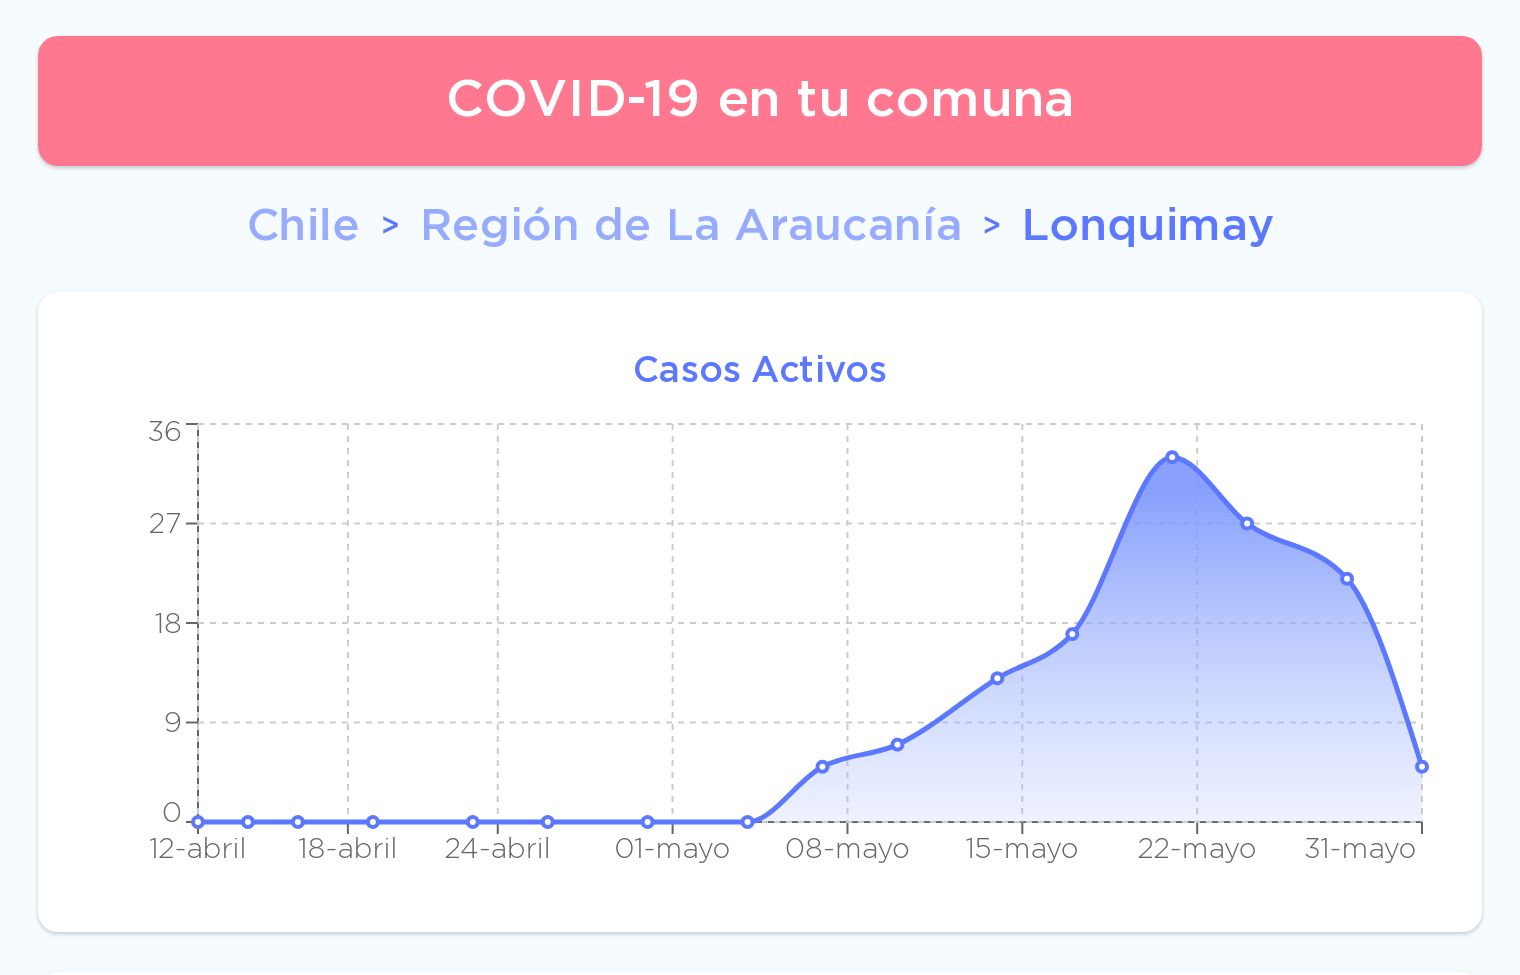 COVID-19 en tu comuna
Chile > Región de La Araucanía > Lonquimay
Casos Activos
36
27
18
9
0
12-abril 18-abril 24-abril 01-mayo 08-mayo 15-mayo 22-mayo 31-mayo